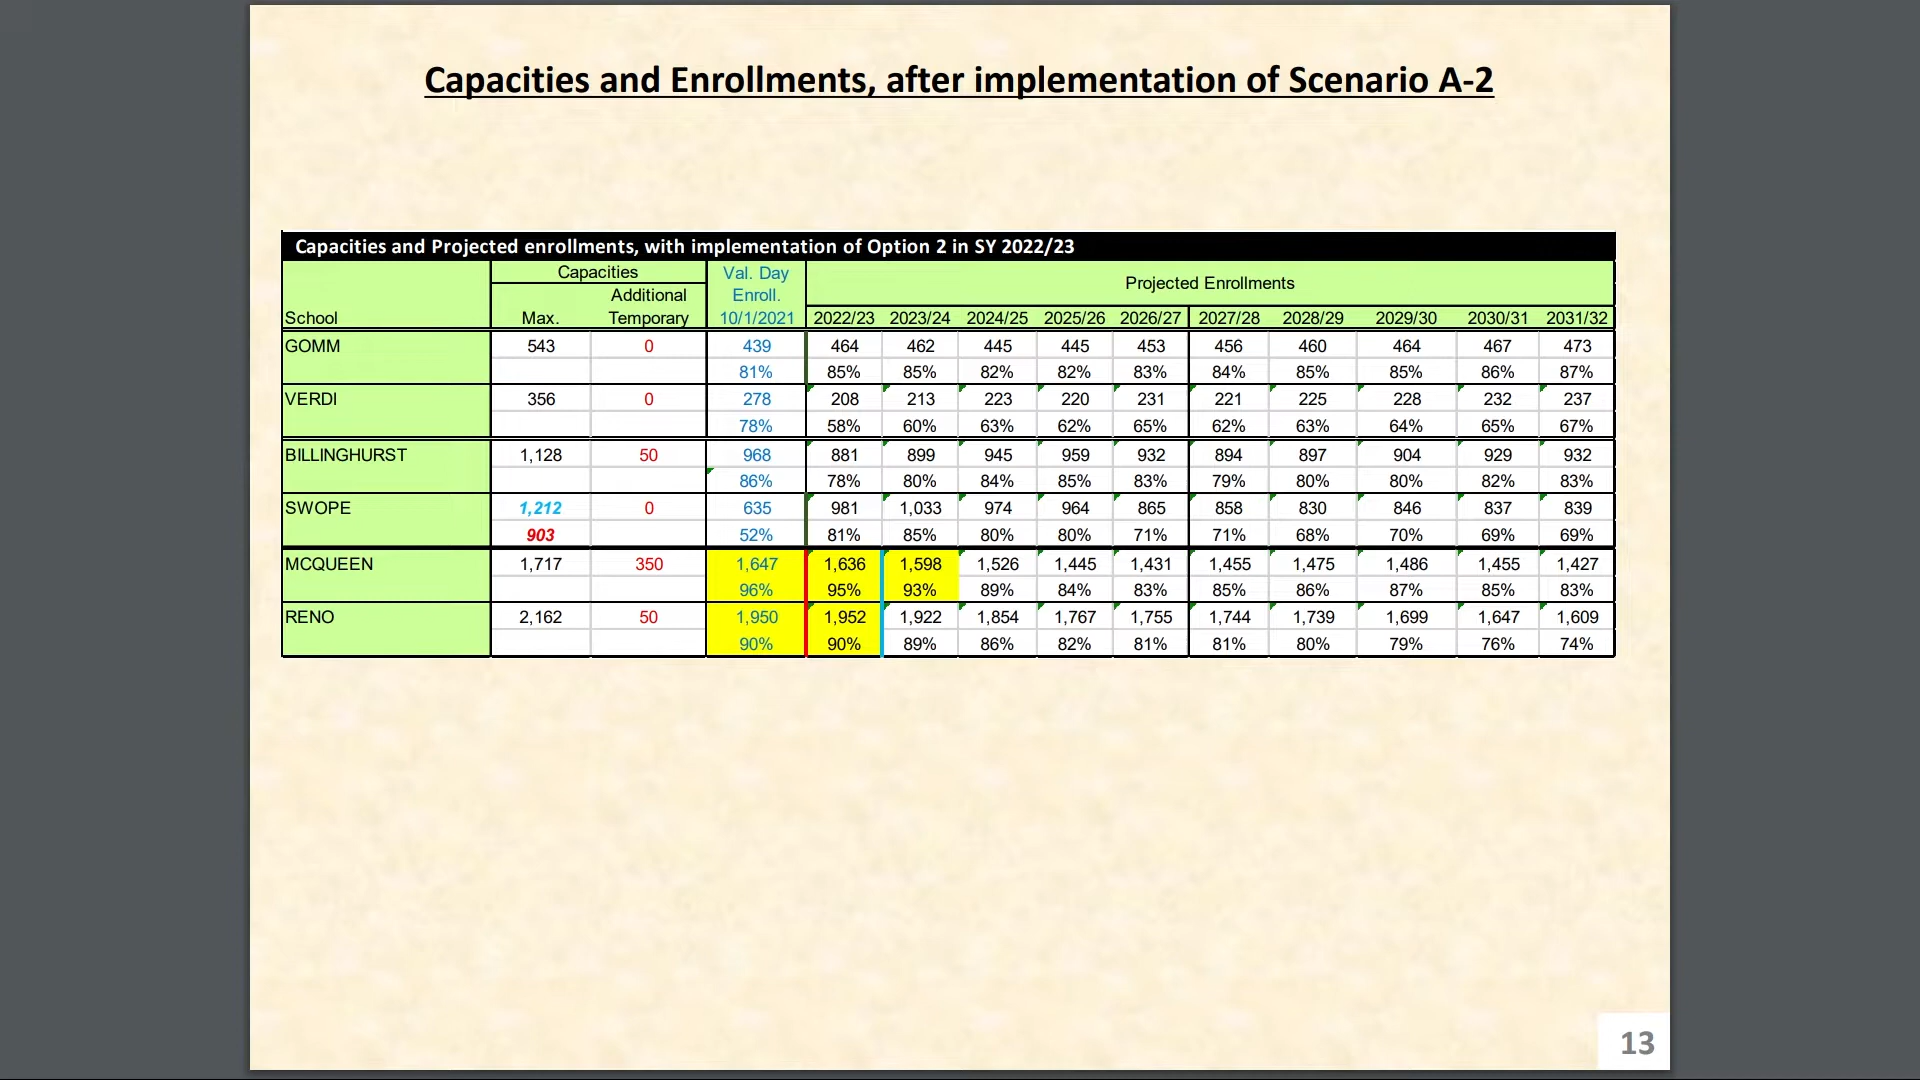 Capacities and Enrollments, after implementation of Scenario A-2
Capacities and Projected enrollments, with implementation of Option 2 in SY 2022/23
School Capacities Val. Day Enroll. 10/1/2021 Projected Enrollments
Max. Additional Temporary 2022/23 2023/24 2024/25 2025/26 2026/27 2027/28 2028/29 2029/30 2030/31 2031/32
GOMM 543 0 439 464 462 445 445 453 456 460 464 467 473
81% 85% 85% 82% 82% 83% 84% 85% 85% 86% 87%
VERDI 356 0 278 208 213 223 220 231 221 225 228 232 237
78% 58% 60% 63% 62% 65% 62% 63% 64% 65% 67%
BILLINGHURST 1,128 50 968 881 899 945 959 932 894 897 904 929 932
86% 78% 80% 84% 85% 83% 79% 80% 80% 82% 83%
SWOPE 1,212 0 635 981 1,033 974 964 865 858 830 846 837 839
903 52% 81% 85% 80% 80% 71% 71% 68% 70% 69% 69%
MCQUEEN 1,717 350 1,647 1,636 1,598 1,526 1,445 1,431 1,455 1,475 1,486 1,455 1,427
96% 95% 93% 89% 84% 83% 85% 86% 87% 85% 83%
RENO 2,162 50 1,950 1,952 1,922 1,854 1,767 1,755 1,744 1,739 1,699 1,647 1,609
90% 90% 89% 86% 82% 81% 81% 80% 79% 76% 74%
13